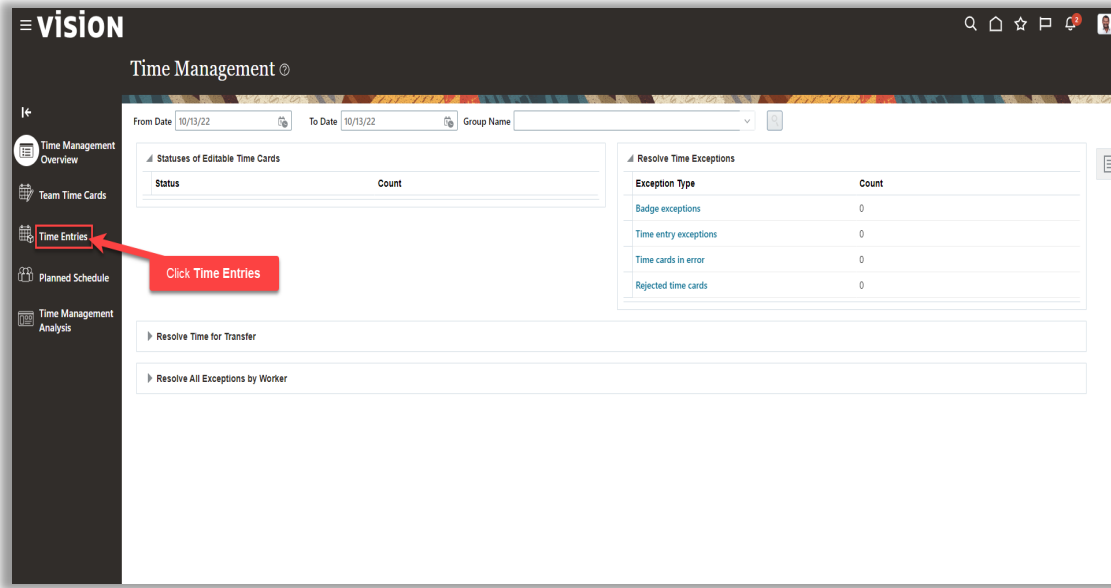 VISION
2
Time Management
From Date 10/13/22 To Date 10/13/22 Group Name
Time Management
Overview
Team Time Cards
Time Entries
Planned Schedule
Time Management
Analysis
Statuses of Editable Time Cards
Status Count
Resolve Time Exceptions
Exception Type Count
Badge exceptions 0
Time entry exceptions 0
Time cards in error 0
Rejected time cards 0
Click Time Entries
Resolve Time for Transfer
Resolve All Exceptions by Worker